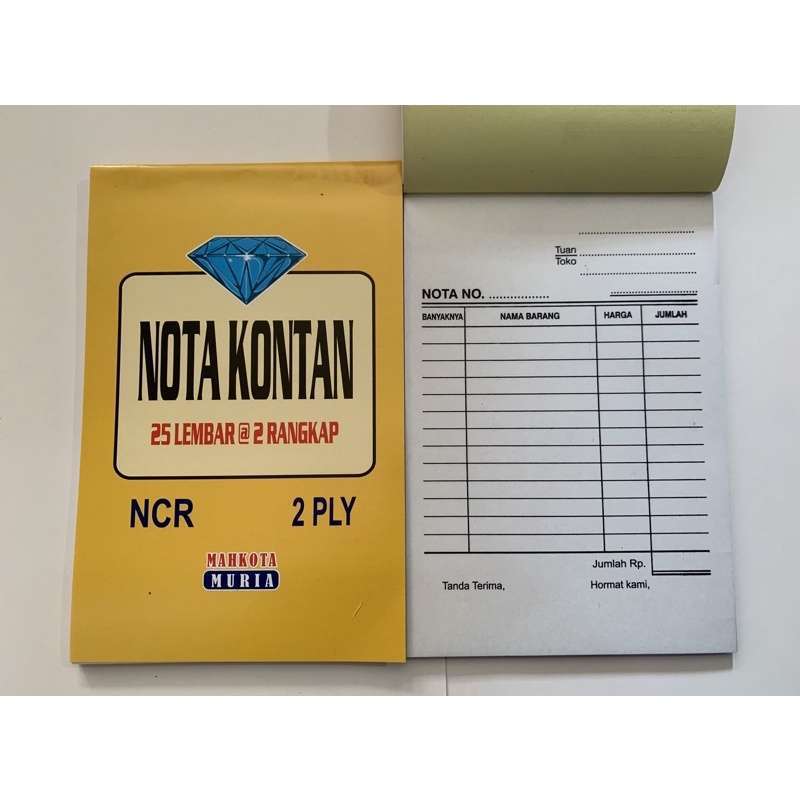 NOTA KONTAN
25 LEMBAR @ 2 RANGKAP
NCR 2 PLY
MAHKOTA
MURIA
Tuan
Toko
NOTA NO. ..................
BANYAKNYA NAMA BARANG HARGA JUMLAH
Jumlah Rp.
Tanda Terima, Hormat kami,